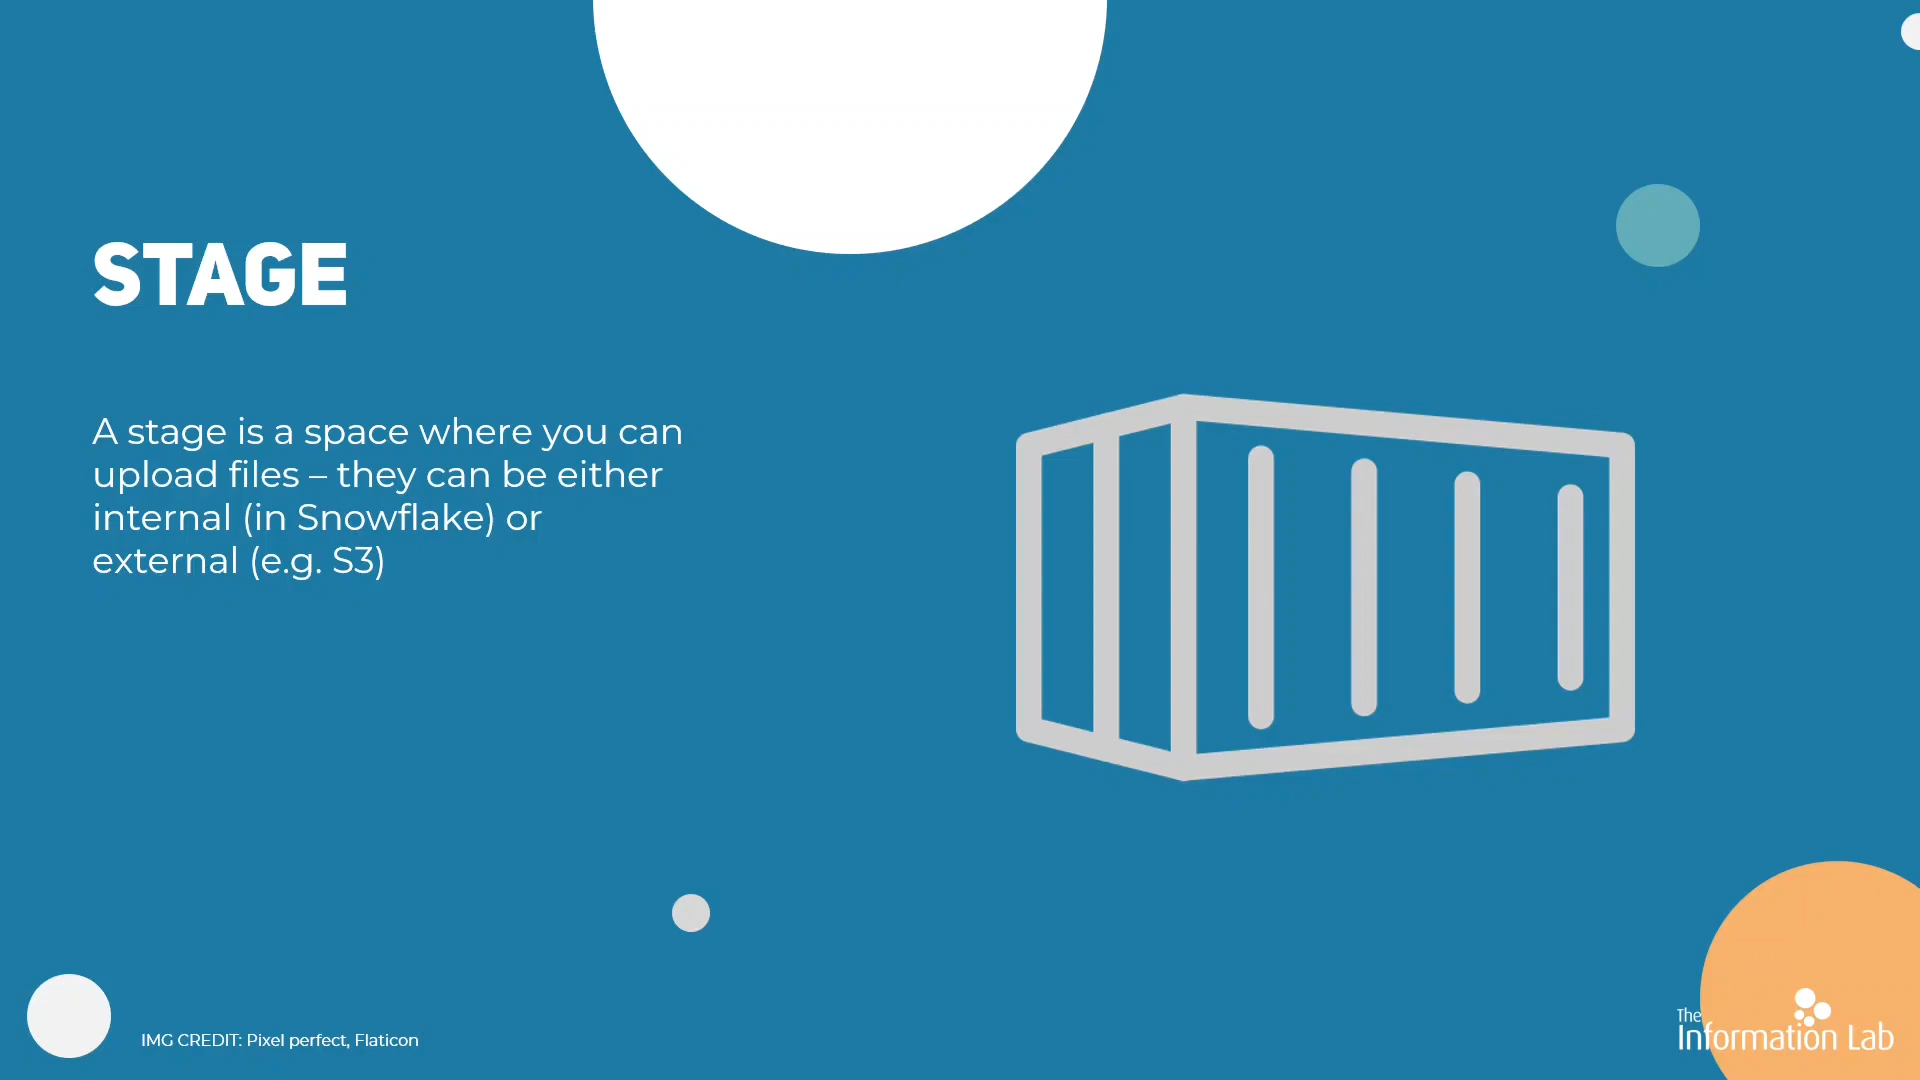 STAGE
A stage is a space where you can
upload files – they can be either
internal (in Snowflake) or
external (e.g. S3)
IMG CREDIT: Pixel perfect, Flaticon
The
Information Lab